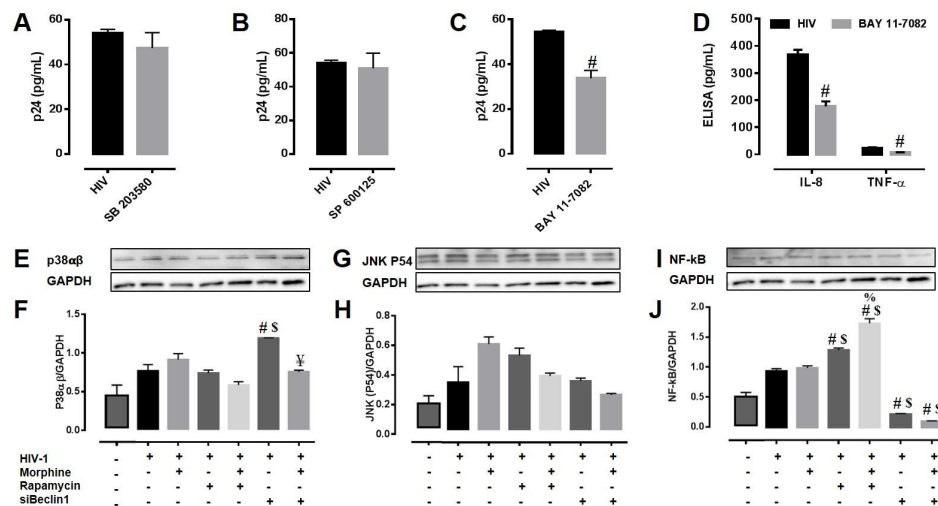 A
B
C
D
HIV BAY 11-7082
p24 (pg/mL)
60
40
20
0
HIV
SB 203580
p24 (pg/mL)
60
40
20
0
HIV
SP 600125
p24 (pg/mL)
60
40
20
0
#
HIV
BAY 11-7082
ELISA (pg/mL)
500
400
300
200
100
0
#
#
IL-8
TNF-α
E p38αβ
GAPDH
G JNK P54
GAPDH
I NF-kB
GAPDH
F
P38α β/GAPDH
1.5
1.0
0.5
0.0
# $
¥
H
JNK (P54)/GAPDH
0.8
0.6
0.4
0.2
0.0
J
NF-kB/GAPDH
2.0
1.5
1.0
0.5
0.0
# $
%
# $
# $
# $
HIV-1 - + + + + + + - + + + + + + - + + + + + +
Morphine - - + - + - + - - + - + - + - - + - + - +
Rapamycin - - - + + - - - - - + + - - - - - + + - -
siBeclin1 - - - - - + + - - - - - + + - - - - - + +